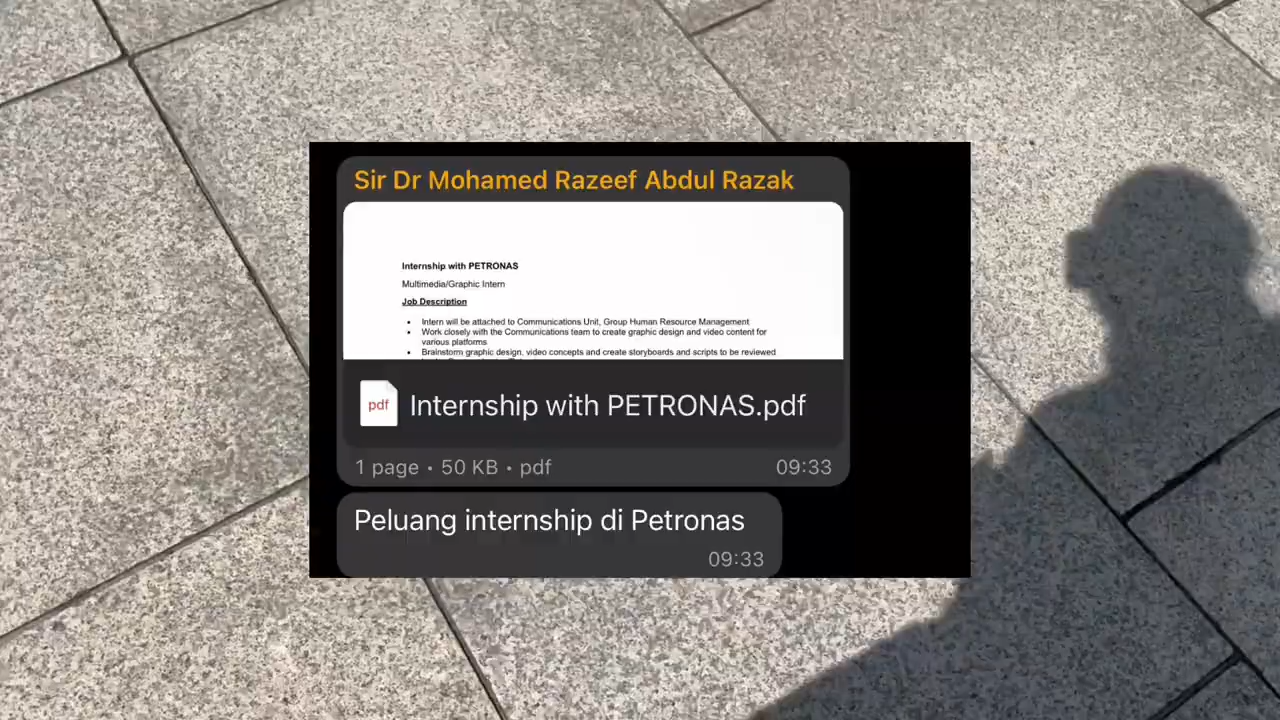 Sir Dr Mohamed Razeef Abdul Razak
Internship with PETRONAS
Multimedia/Graphic Intern
Job Description
• Intern will be attached to Communications Unit, Group Human Resource Management
• Work closely with the Communications team to create graphic design and video content for
various platforms
• Brainstorm graphic design, video concepts and create storyboards and scripts to be reviewed
pdf
Internship with PETRONAS.pdf
1 page • 50 KB • pdf
09:33
Peluang internship di Petronas
09:33